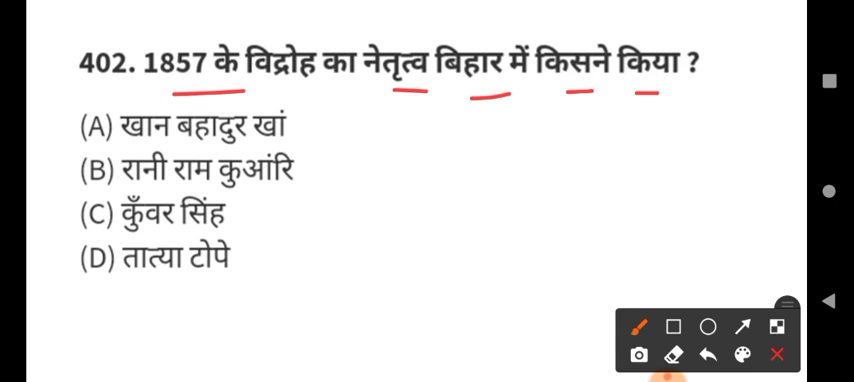 402. 1857 के विद्रोह का नेतृत्व बिहार में किसने किया ?
(A) खान बहादुर खां
(B) रानी राम कुआंरि
(C) कुँवर सिंह
(D) तात्या टोपे